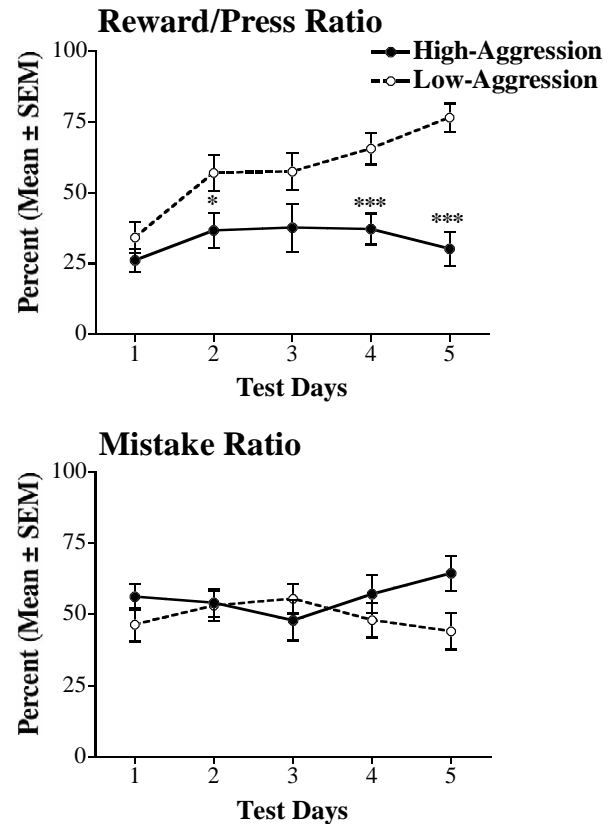 Reward/Press Ratio
High-Aggression
Low-Aggression
Percent (Mean ± SEM)
100
75
50
25
0
*
***
***
1 2 3 4 5
Test Days
Mistake Ratio
Percent (Mean ± SEM)
100
75
50
25
0
1 2 3 4 5
Test Days